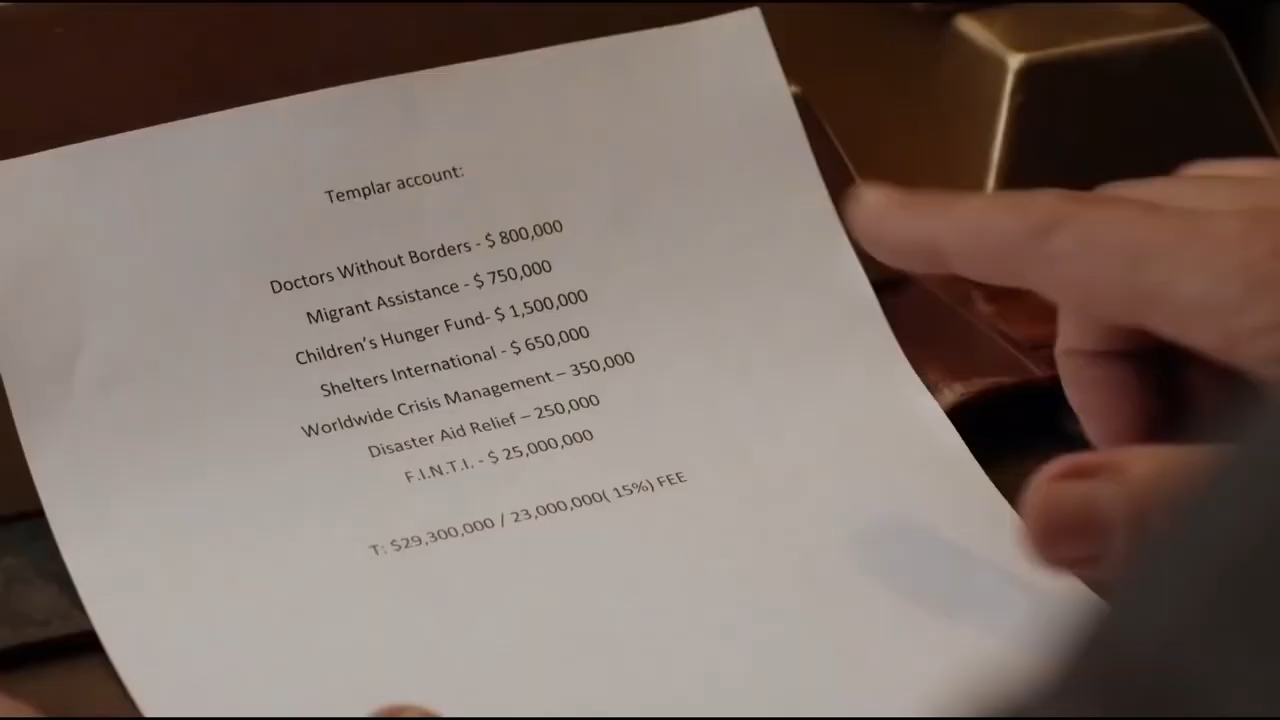 Templar account:
Doctors Without Borders - $ 800,000
Migrant Assistance - $ 750,000
Children's Hunger Fund- $ 1,500,000
Shelters International - $ 650,000
Worldwide Crisis Management – 350,000
Disaster Aid Relief – 250,000
F.I.N.T.I. - $ 25,000,000
T: $29,300,000 / 23,000,000( 15%) FEE